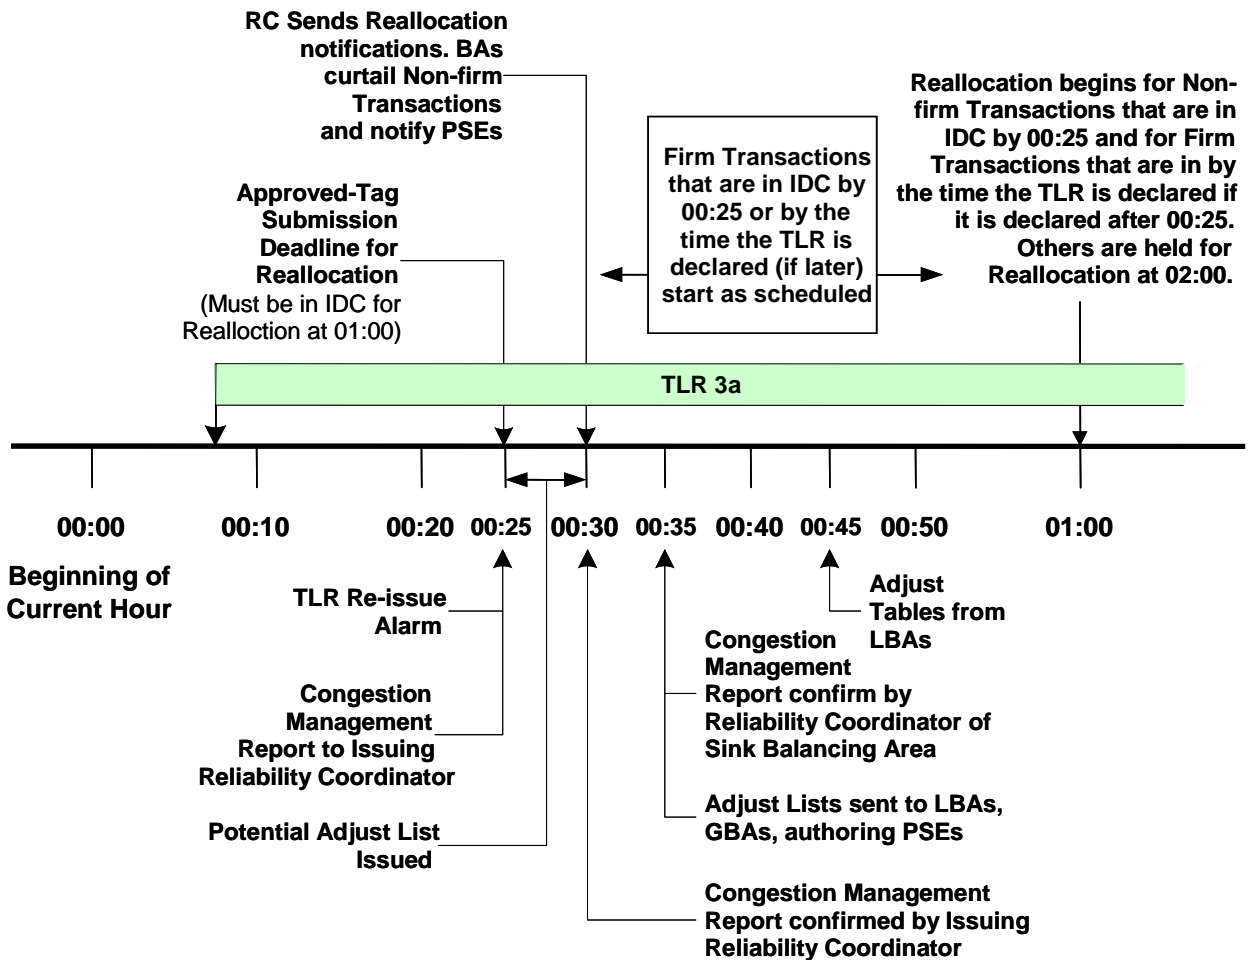 RC Sends Reallocation
notifications. BAs
curtail Non-firm
Transactions
and notify PSEs
Reallocation begins for Non-
firm Transactions that are in
IDC by 00:25 and for Firm
Transactions that are in by
the time the TLR is declared if
it is declared after 00:25.
Others are held for
Reallocation at 02:00.
Firm Transactions
that are in IDC by
00:25 or by the
time the TLR is
declared (if later)
start as scheduled
Approved-Tag
Submission
Deadline for
Reallocation
(Must be in IDC for
Realloction at 01:00)
TLR 3a
00:00 00:10 00:20 00:25 00:30 00:35 00:40 00:45 00:50 01:00
Beginning of
Current Hour
TLR Re-issue
Alarm
Adjust
Tables from
LBAs
Congestion
Management
Report to Issuing
Reliability Coordinator
Congestion
Management
Report confirm by
Reliability Coordinator of
Sink Balancing Area
Potential Adjust List
Issued
Adjust Lists sent to LBAs,
GBAs, authoring PSEs
Congestion Management
Report confirmed by Issuing
Reliability Coordinator